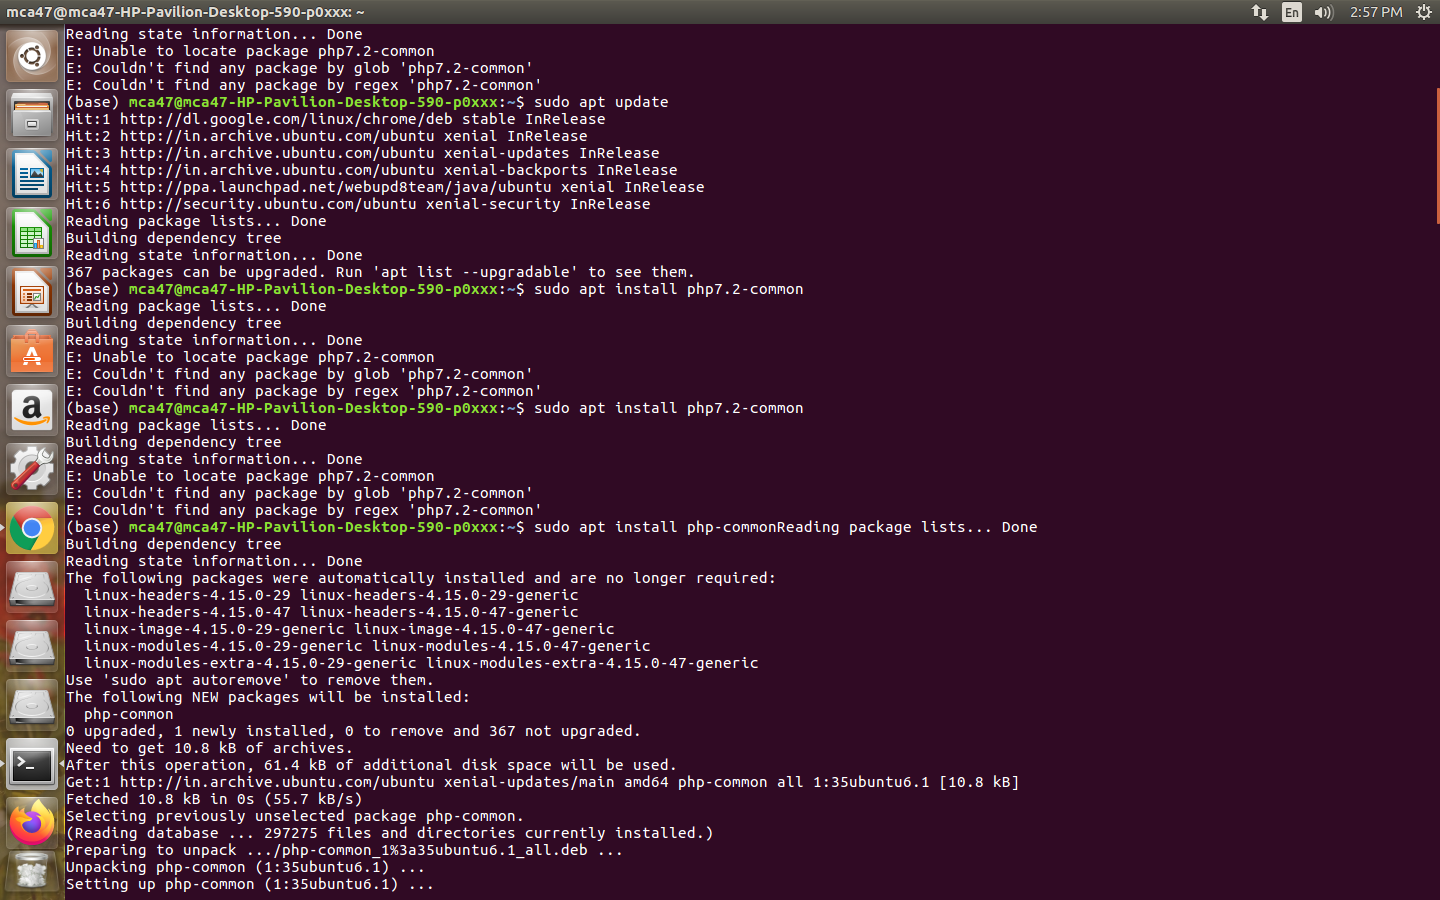 mca47@mca47-HP-Pavilion-Desktop-590-p0xxx: ~
En
2:57 PM
Reading state information... Done
E: Unable to locate package php7.2-common
E: Couldn't find any package by glob 'php7.2-common'
E: Couldn't find any package by regex 'php7.2-common'
(base) mca47@mca47-HP-Pavilion-Desktop-590-p0xxx:~$ sudo apt update
Hit:1 http://dl.google.com/linux/chrome/deb stable InRelease
Hit:2 http://in.archive.ubuntu.com/ubuntu xenial InRelease
Hit:3 http://in.archive.ubuntu.com/ubuntu xenial-updates InRelease
Hit:4 http://in.archive.ubuntu.com/ubuntu xenial-backports InRelease
Hit:5 http://ppa.launchpad.net/webupd8team/java/ubuntu xenial InRelease
Hit:6 http://security.ubuntu.com/ubuntu xenial-security InRelease
Reading package lists... Done
Building dependency tree
Reading state information... Done
367 packages can be upgraded. Run 'apt list --upgradable' to see them.
(base) mca47@mca47-HP-Pavilion-Desktop-590-p0xxx:~$ sudo apt install php7.2-common
Reading package lists... Done
Building dependency tree
Reading state information... Done
E: Unable to locate package php7.2-common
E: Couldn't find any package by glob 'php7.2-common'
E: Couldn't find any package by regex 'php7.2-common'
(base) mca47@mca47-HP-Pavilion-Desktop-590-p0xxx:~$ sudo apt install php7.2-common
Reading package lists... Done
Building dependency tree
Reading state information... Done
E: Unable to locate package php7.2-common
E: Couldn't find any package by glob 'php7.2-common'
E: Couldn't find any package by regex 'php7.2-common'
(base) mca47@mca47-HP-Pavilion-Desktop-590-p0xxx:~$ sudo apt install php-commonReading package lists... Done
Building dependency tree
Reading state information... Done
The following packages were automatically installed and are no longer required:
linux-headers-4.15.0-29 linux-headers-4.15.0-29-generic
linux-headers-4.15.0-47 linux-headers-4.15.0-47-generic
linux-image-4.15.0-29-generic linux-image-4.15.0-47-generic
linux-modules-4.15.0-29-generic linux-modules-4.15.0-47-generic
linux-modules-extra-4.15.0-29-generic linux-modules-extra-4.15.0-47-generic
Use 'sudo apt autoremove' to remove them.
The following NEW packages will be installed:
php-common
0 upgraded, 1 newly installed, 0 to remove and 367 not upgraded.
Need to get 10.8 kB of archives.
After this operation, 61.4 kB of additional disk space will be used.
Get:1 http://in.archive.ubuntu.com/ubuntu xenial-updates/main amd64 php-common all 1:35ubuntu6.1 [10.8 kB]
Fetched 10.8 kB in 0s (55.7 kB/s)
Selecting previously unselected package php-common.
(Reading database ... 297275 files and directories currently installed.)
Preparing to unpack .../php-common_1%3a35ubuntu6.1_all.deb ...
Unpacking php-common (1:35ubuntu6.1) ...
Setting up php-common (1:35ubuntu6.1) ...